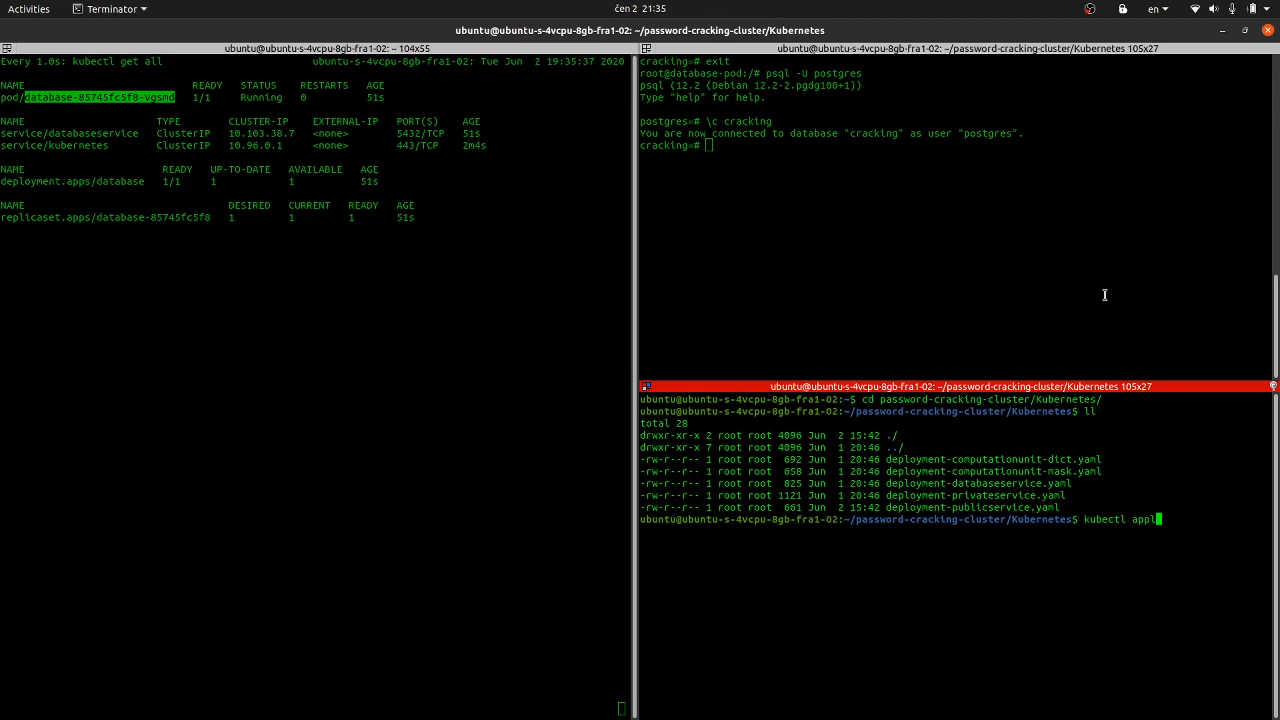 Activities
Terminator
čen 2 21:35
en
ubuntu@ubuntu-s-4vcpu-8gb-fra1-02: ~/password-cracking-cluster/Kubernetes
ubuntu@ubuntu-s-4vcpu-8gb-fra1-02: ~ 104x55
Every 1.0s: kubectl get all ubuntu-s-4vcpu-8gb-fra1-02: Tue Jun 2 19:35:37 2020
NAME READY STATUS RESTARTS AGE
pod/database-85745fc5f8-vgsmd 1/1 Running 0 51s
NAME TYPE CLUSTER-IP EXTERNAL-IP PORT(S) AGE
service/databaseservice ClusterIP 10.103.38.7 <none> 5432/TCP 51s
service/kubernetes ClusterIP 10.96.0.1 <none> 443/TCP 2m4s
NAME READY UP-TO-DATE AVAILABLE AGE
deployment.apps/database 1/1 1 1 51s
NAME DESIRED CURRENT READY AGE
replicaset.apps/database-85745fc5f8 1 1 1 51s
ubuntu@ubuntu-s-4vcpu-8gb-fra1-02: ~/password-cracking-cluster/Kubernetes 105x27
cracking=# exit
root@database-pod:/# psql -U postgres
psql (12.2 (Debian 12.2-2.pgdg100+1))
Type "help" for help.
postgres=# \c cracking
You are now connected to database "cracking" as user "postgres".
cracking=#
ubuntu@ubuntu-s-4vcpu-8gb-fra1-02: ~/password-cracking-cluster/Kubernetes 105x27
ubuntu@ubuntu-s-4vcpu-8gb-fra1-02:~$ cd password-cracking-cluster/Kubernetes/
ubuntu@ubuntu-s-4vcpu-8gb-fra1-02:~/password-cracking-cluster/Kubernetes$ ll
total 28
drwxr-xr-x 2 root root 4096 Jun 2 15:42 ./
drwxr-xr-x 7 root root 4096 Jun 1 20:46 ../
-rw-r--r-- 1 root root 692 Jun 1 20:46 deployment-computationunit-dict.yaml
-rw-r--r-- 1 root root 658 Jun 1 20:46 deployment-computationunit-mask.yaml
-rw-r--r-- 1 root root 825 Jun 1 20:46 deployment-databaseservice.yaml
-rw-r--r-- 1 root root 1121 Jun 1 20:46 deployment-privateservice.yaml
-rw-r--r-- 1 root root 661 Jun 2 15:42 deployment-publicservice.yaml
ubuntu@ubuntu-s-4vcpu-8gb-fra1-02:~/password-cracking-cluster/Kubernetes$ kubectl appl